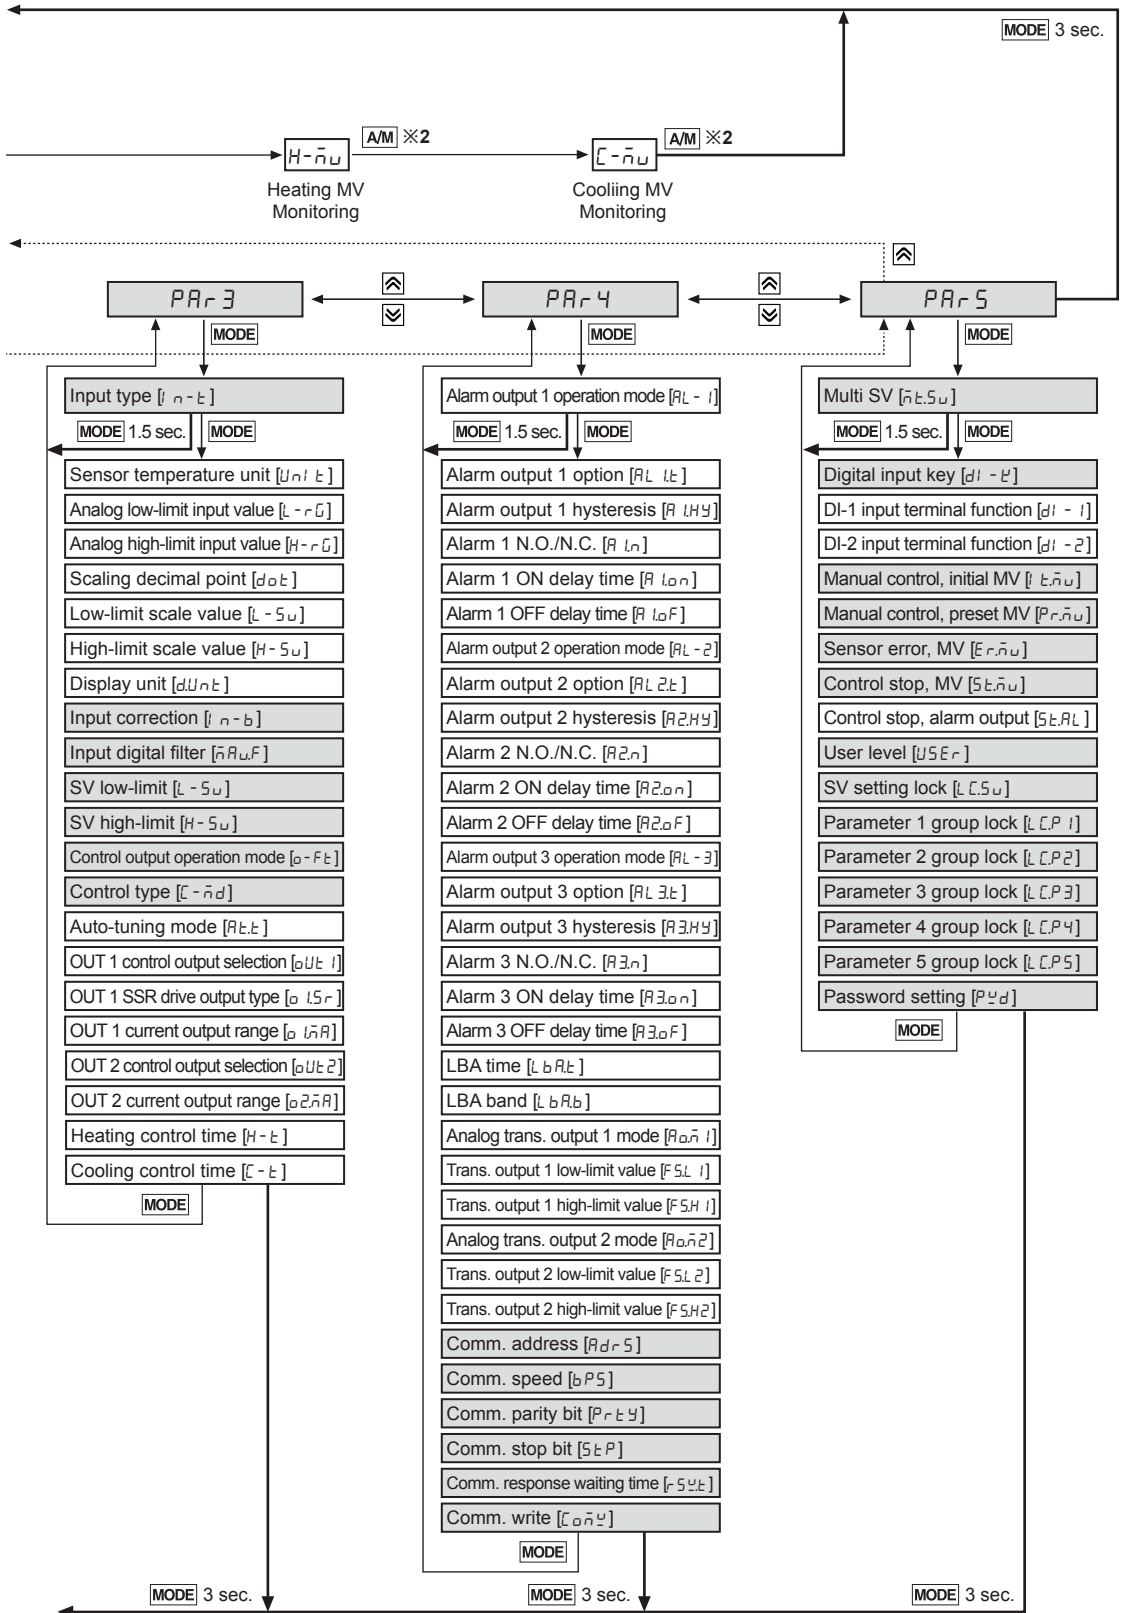 MODE 3 sec.
A/M ※2
A/M ※2
H-mv
C-mv
Heating MV
Monitoring
Cooliing MV
Monitoring
PAr3
PAr4
PAr5
MODE
MODE
MODE
Input type [In-t]
MODE 1.5 sec. MODE
Sensor temperature unit [UnIt]
Analog low-limit input value [L-rG]
Analog high-limit input value [H-rG]
Scaling decimal point [dot]
Low-limit scale value [L-Sv]
High-limit scale value [H-Sv]
Display unit [d.Unt]
Input correction [In-b]
Input digital filter [mAv.F]
SV low-limit [L-Sv]
SV high-limit [H-Sv]
Control output operation mode [o-Ft]
Control type [C-md]
Auto-tuning mode [At.t]
OUT 1 control output selection [oUt1]
OUT 1 SSR drive output type [o1.Sr]
OUT 1 current output range [o1.mA]
OUT 2 control output selection [oUt2]
OUT 2 current output range [o2.mA]
Heating control time [H-t]
Cooling control time [C-t]
MODE
MODE 3 sec.
Alarm output 1 operation mode [AL-1]
MODE 1.5 sec. MODE
Alarm output 1 option [AL1.t]
Alarm output 1 hysteresis [A1.HY]
Alarm 1 N.O./N.C. [A1.n]
Alarm 1 ON delay time [A1.on]
Alarm 1 OFF delay time [A1.oF]
Alarm output 2 operation mode [AL-2]
Alarm output 2 option [AL2.t]
Alarm output 2 hysteresis [A2.HY]
Alarm 2 N.O./N.C. [A2.n]
Alarm 2 ON delay time [A2.on]
Alarm 2 OFF delay time [A2.oF]
Alarm output 3 operation mode [AL-3]
Alarm output 3 option [AL3.t]
Alarm output 3 hysteresis [A3.HY]
Alarm 3 N.O./N.C. [A3.n]
Alarm 3 ON delay time [A3.on]
Alarm 3 OFF delay time [A3.oF]
LBA time [LbA.t]
LBA band [LbA.b]
Analog trans. output 1 mode [Ao.m1]
Trans. output 1 low-limit value [FS.L1]
Trans. output 1 high-limit value [FS.H1]
Analog trans. output 2 mode [Ao.m2]
Trans. output 2 low-limit value [FS.L2]
Trans. output 2 high-limit value [FS.H2]
Comm. address [AdrS]
Comm. speed [bPS]
Comm. parity bit [PrtY]
Comm. stop bit [StP]
Comm. response waiting time [rSW.t]
Comm. write [ComW]
MODE
MODE 3 sec.
Multi SV [mt.Sv]
MODE 1.5 sec. MODE
Digital input key [dI-K]
DI-1 input terminal function [dI-1]
DI-2 input terminal function [dI-2]
Manual control, initial MV [It.mv]
Manual control, preset MV [Pr.mv]
Sensor error, MV [Er.mv]
Control stop, MV [St.mv]
Control stop, alarm output [St.AL]
User level [USEr]
SV setting lock [LC.Sv]
Parameter 1 group lock [LC.P1]
Parameter 2 group lock [LC.P2]
Parameter 3 group lock [LC.P3]
Parameter 4 group lock [LC.P4]
Parameter 5 group lock [LC.P5]
Password setting [PWd]
MODE
MODE 3 sec.